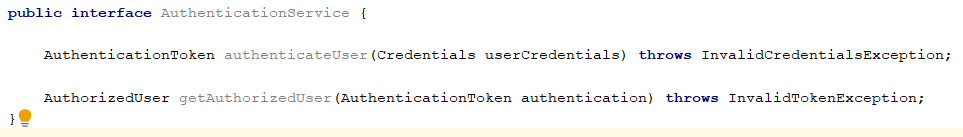 public interface AuthenticationService {
AuthenticationToken authenticateUser(Credentials userCredentials) throws InvalidCredentialsException;
AuthorizedUser getAuthorizedUser(AuthenticationToken authentication) throws InvalidTokenException;
}